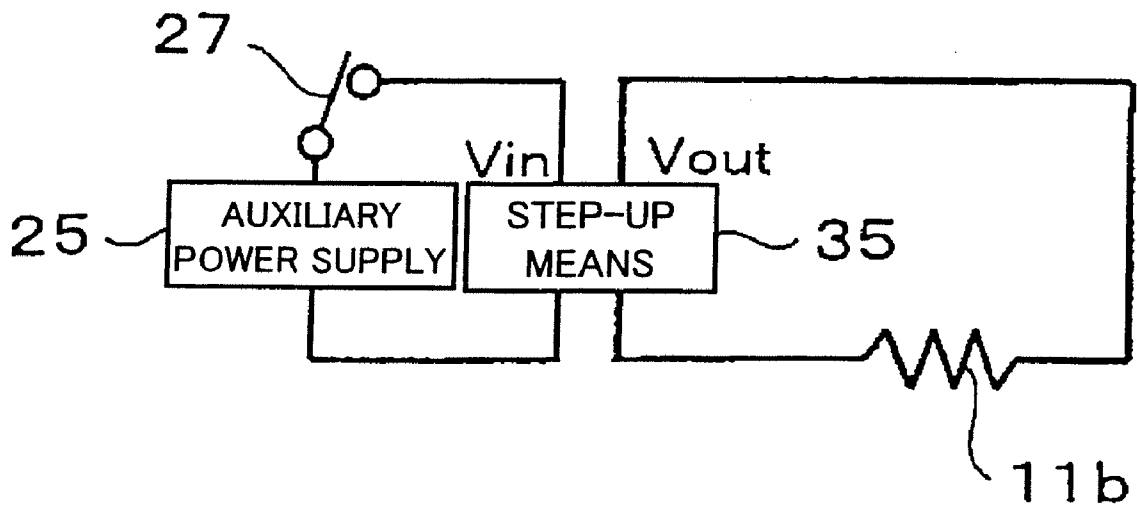 27
Vin
Vout
25
AUXILIARY
POWER SUPPLY
STEP-UP
MEANS
35
11b